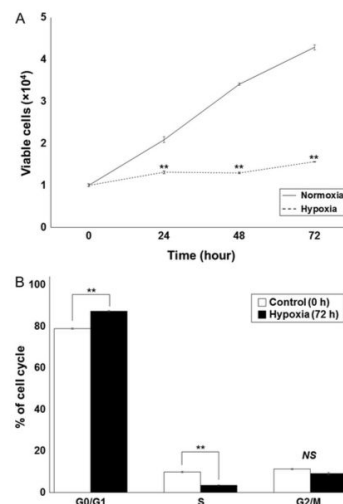 A
5
4
3
2
1
0
Viable cells (×10⁴)
**
**
**
Normoxia
Hypoxia
0 24 48 72
Time (hour)
B
100
80
60
40
20
0
% of cell cycle
Control (0 h)
Hypoxia (72 h)
**
**
NS
G0/G1 S G2/M